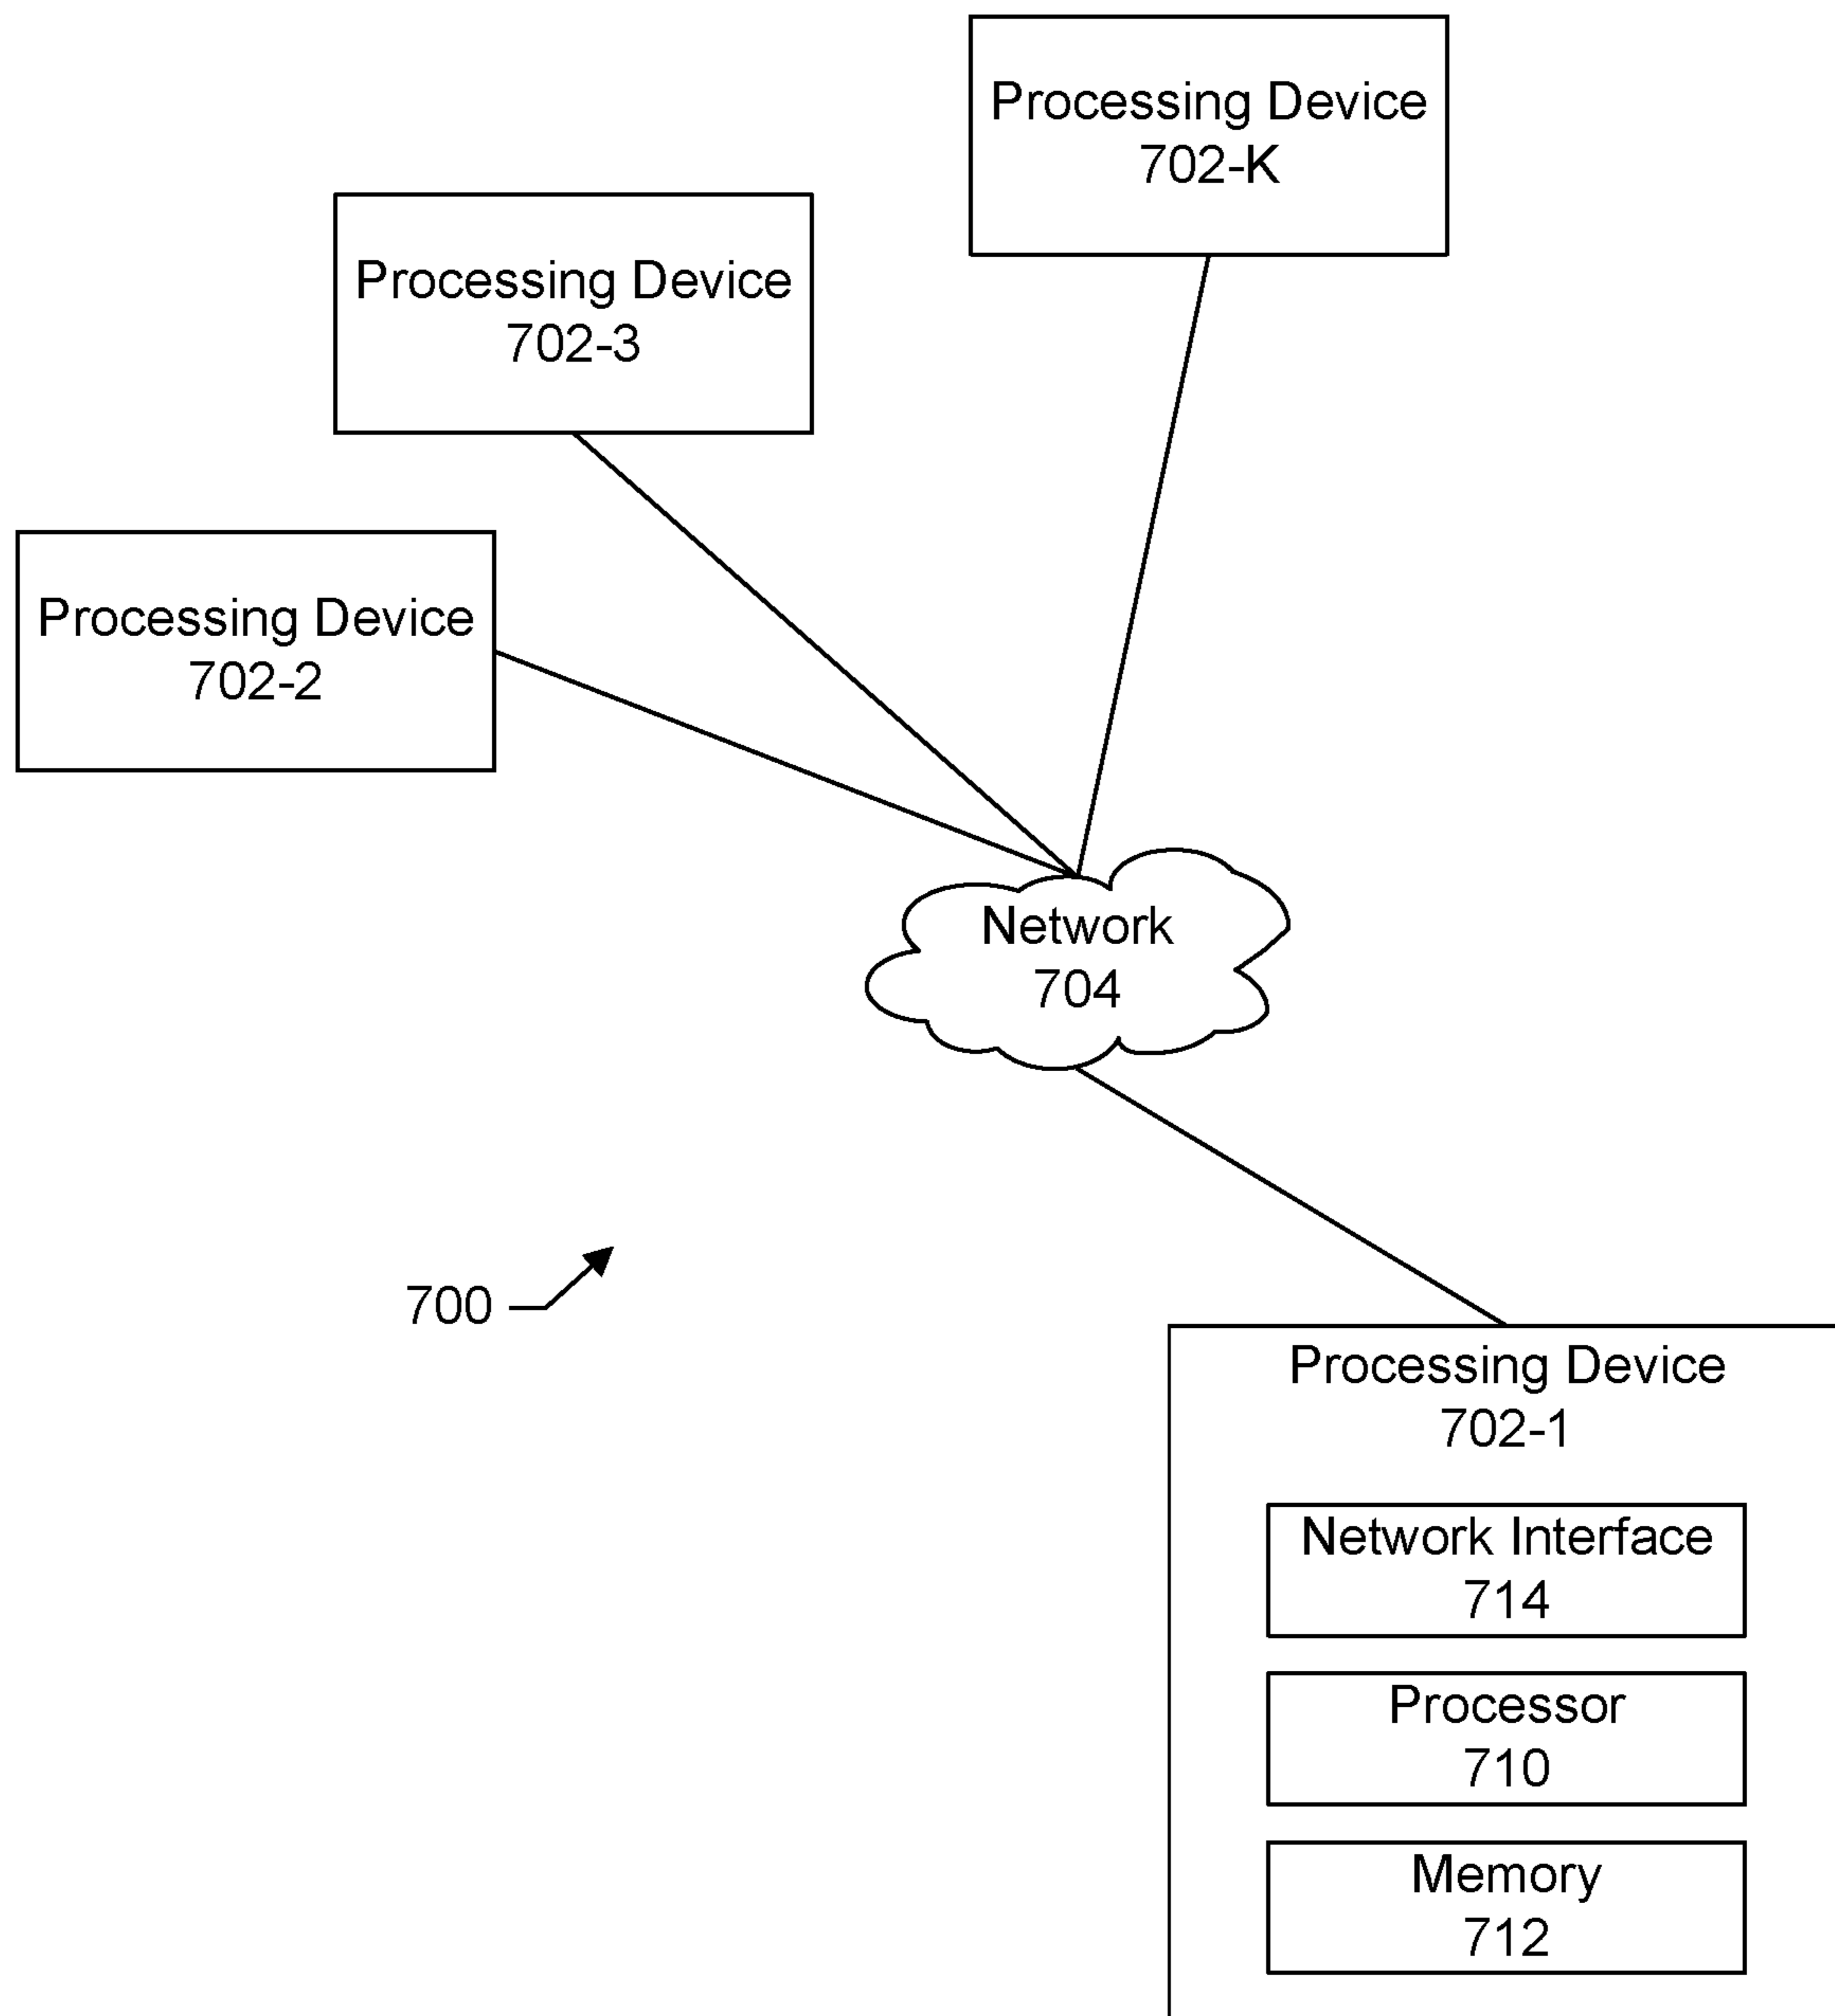 Processing Device
702-K
Processing Device
702-3
Processing Device
702-2
Network
704
700
Processing Device
702-1
Network Interface
714
Processor
710
Memory
712